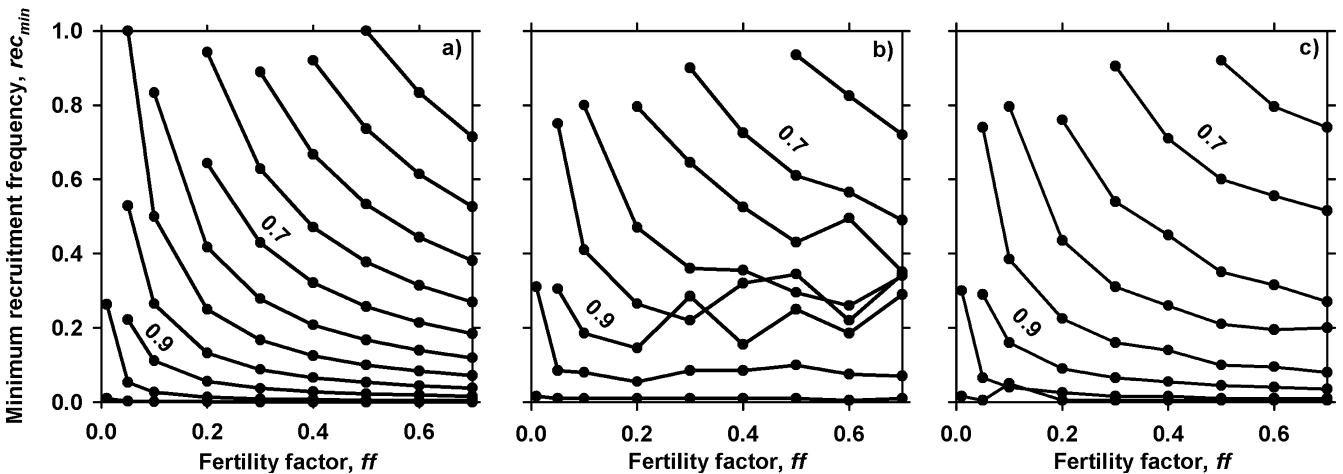 Minimum recruitment frequency, rec_min
1.0
0.8
0.6
0.4
0.2
0.0
a)
0.7
0.9
0.0 0.2 0.4 0.6
Fertility factor, ff
b)
0.7
0.9
0.0 0.2 0.4 0.6
Fertility factor, ff
c)
0.7
0.9
0.0 0.2 0.4 0.6
Fertility factor, ff